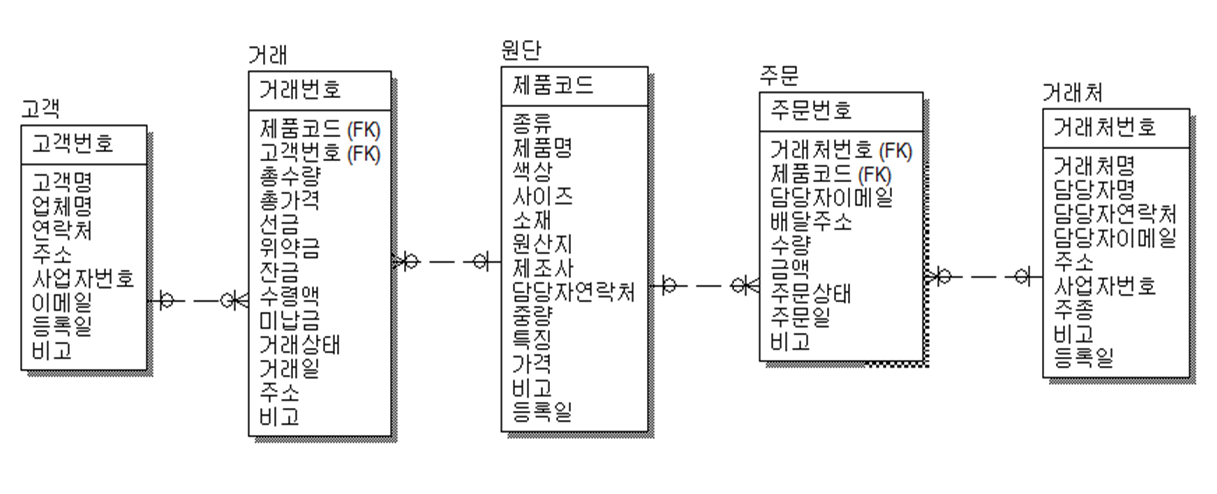 고객
고객번호
고객명
업체명
연락처
주소
사업자번호
이메일
등록일
비고
거래
거래번호
제품코드 (FK)
고객번호 (FK)
총수량
총가격
선금
위약금
잔금
수령액
미납금
거래상태
거래일
주소
비고
원단
제품코드
종류
제품명
색상
사이즈
소재
원산지
제조사
담당자연락처
중량
특징
가격
비고
등록일
주문
주문번호
거래처번호 (FK)
제품코드 (FK)
담당자이메일
배달주소
수량
금액
주문상태
주문일
비고
거래처
거래처번호
거래처명
담당자명
담당자연락처
담당자이메일
주소
사업자번호
주종
비고
등록일